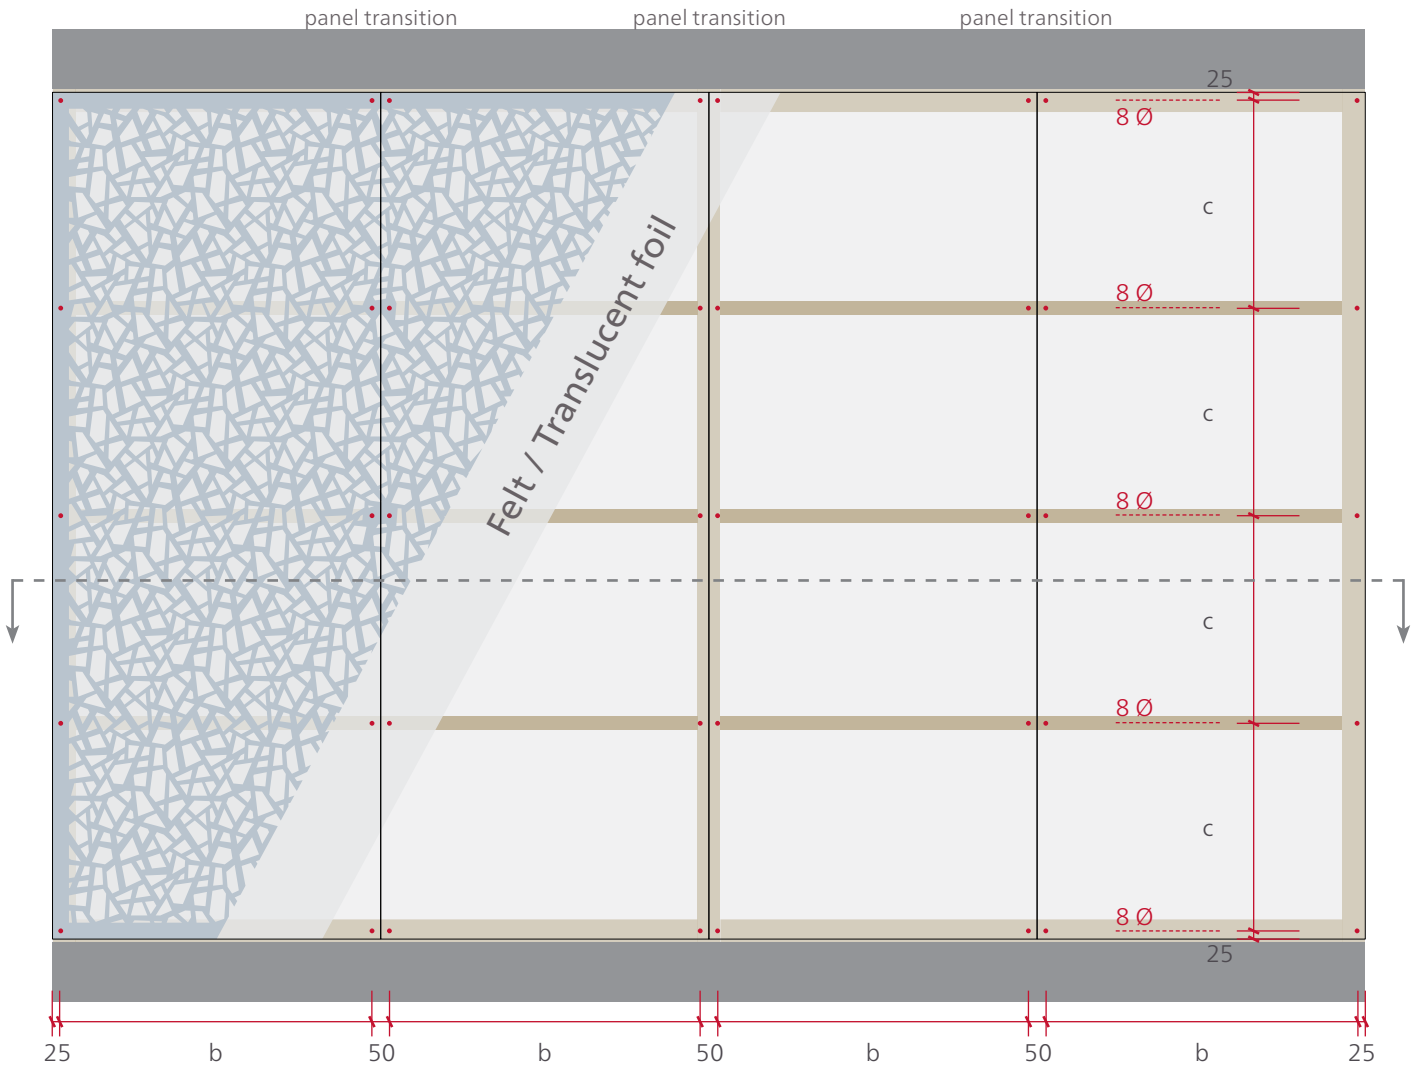 panel transition panel transition panel transition
25
8 Ø
c
8 Ø
c
8 Ø
Felt / Translucent foil
c
8 Ø
c
8 Ø
25
25 b 50 b 50 b 50 b 25